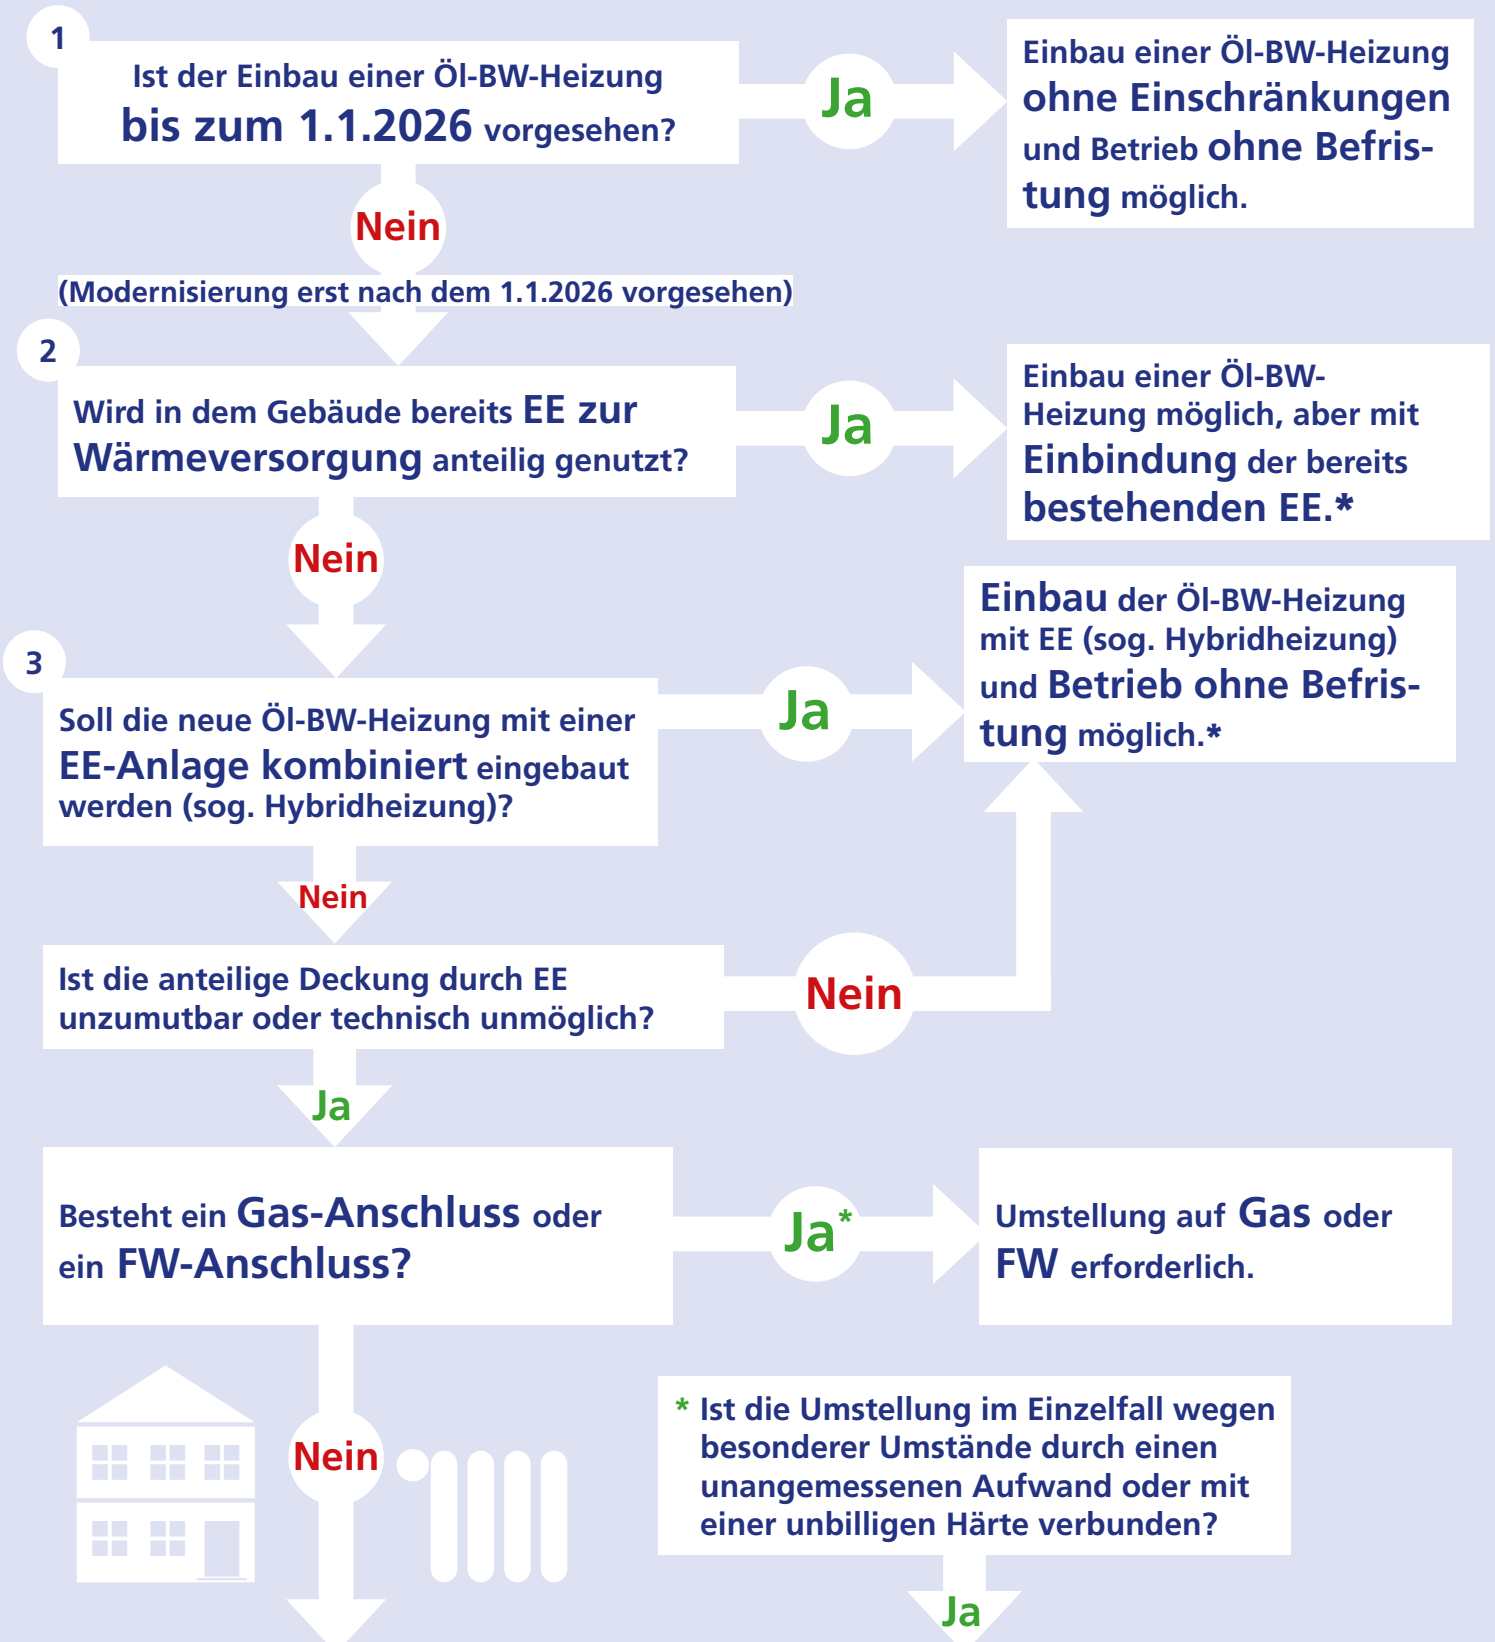 1
Ist der Einbau einer Öl-BW-Heizung
bis zum 1.1.2026 vorgesehen?
Ja
Einbau einer Öl-BW-Heizung
ohne Einschränkungen
und Betrieb ohne Befris-
tung möglich.
Nein
(Modernisierung erst nach dem 1.1.2026 vorgesehen)
2
Wird in dem Gebäude bereits EE zur
Wärmeversorgung anteilig genutzt?
Ja
Einbau einer Öl-BW-
Heizung möglich, aber mit
Einbindung der bereits
bestehenden EE.*
Nein
3
Soll die neue Öl-BW-Heizung mit einer
EE-Anlage kombiniert eingebaut
werden (sog. Hybridheizung)?
Ja
Einbau der Öl-BW-Heizung
mit EE (sog. Hybridheizung)
und Betrieb ohne Befris-
tung möglich.*
Nein
Ist die anteilige Deckung durch EE
unzumutbar oder technisch unmöglich?
Nein
Ja
Besteht ein Gas-Anschluss oder
ein FW-Anschluss?
Ja*
Umstellung auf Gas oder
FW erforderlich.
Nein
* Ist die Umstellung im Einzelfall wegen
besonderer Umstände durch einen
unangemessenen Aufwand oder mit
einer unbilligen Härte verbunden?
Ja